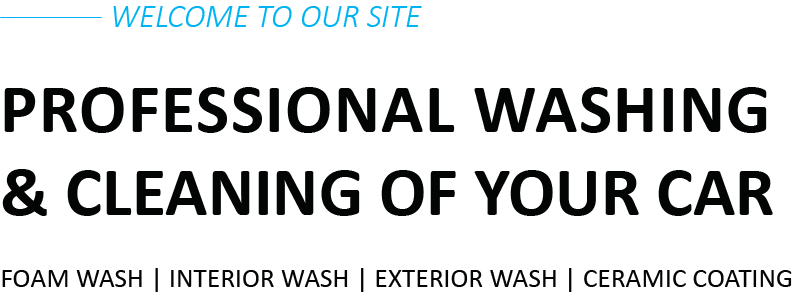 WELCOME TO OUR SITE
PROFESSIONAL WASHING
& CLEANING OF YOUR CAR
FOAM WASH | INTERIOR WASH | EXTERIOR WASH | CERAMIC COATING